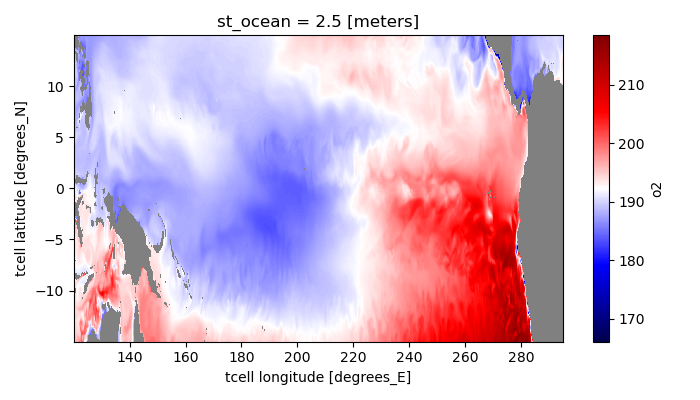 st_ocean = 2.5 [meters]
tcell latitude [degrees_N]
10
5
0
−5
−10
140 160 180 200 220 240 260 280
tcell longitude [degrees_E]
210
200
190
180
170
o2